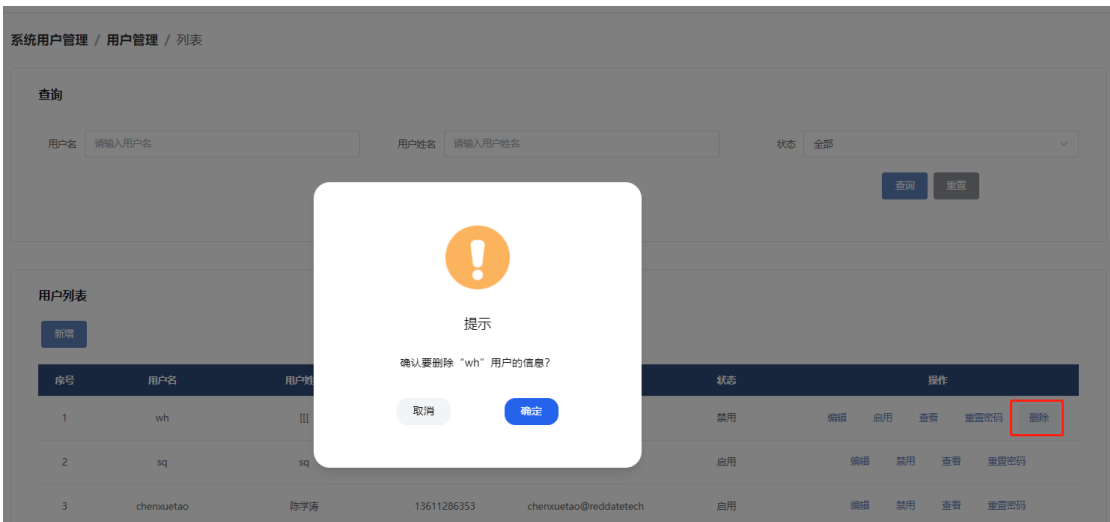 系统用户管理 / 用户管理 / 列表
查询
用户名 请输入用户名 用户姓名 请输入用户姓名 状态 全部
查询 重置
用户列表
新增
提示
确认要删除“wh”用户的信息?
取消 确定
序号 用户名 用户姓 状态 操作
1 wh [[[ 禁用 编辑 启用 查看 重置密码 删除
2 sq sq 启用 编辑 禁用 查看 重置密码
3 chenxuetao 陈学涛 13611286353 chenxuetao@reddatetech 启用 编辑 禁用 查看 重置密码